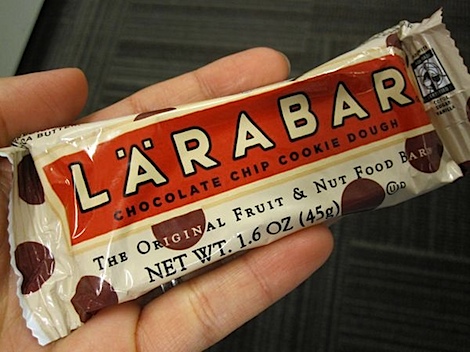 LÄRABAR®
CHOCOLATE CHIP COOKIE DOUGH
THE ORIGINAL FRUIT & NUT FOOD BAR®
NET WT. 1.6 OZ (45g)
U D